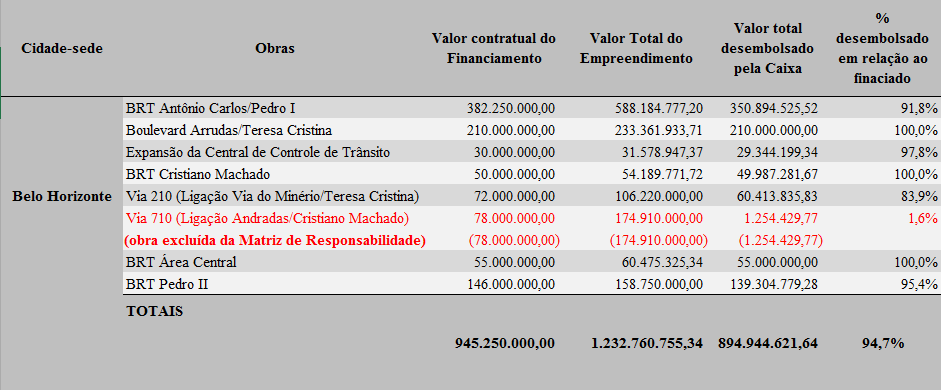 Cidade-sede Obras Valor contratual do Financiamento Valor Total do Empreendimento Valor total desembolsado pela Caixa % desembolsado em relação ao finaciado
BRT Antônio Carlos/Pedro I 382.250.000,00 588.184.777,20 350.894.525,52 91,8%
Boulevard Arrudas/Teresa Cristina 210.000.000,00 233.361.933,71 210.000.000,00 100,0%
Expansão da Central de Controle de Trânsito 30.000.000,00 31.578.947,37 29.344.199,34 97,8%
BRT Cristiano Machado 50.000.000,00 54.189.771,72 49.987.281,67 100,0%
Belo Horizonte Via 210 (Ligação Via do Minério/Teresa Cristina) 72.000.000,00 106.220.000,00 60.413.835,83 83,9%
Via 710 (Ligação Andradas/Cristiano Machado) 78.000.000,00 174.910.000,00 1.254.429,77 1,6%
(obra excluída da Matriz de Responsabilidade) (78.000.000,00) (174.910.000,00) (1.254.429,77)
BRT Área Central 55.000.000,00 60.475.325,34 55.000.000,00 100,0%
BRT Pedro II 146.000.000,00 158.750.000,00 139.304.779,28 95,4%
TOTAIS
945.250.000,00 1.232.760.755,34 894.944.621,64 94,7%